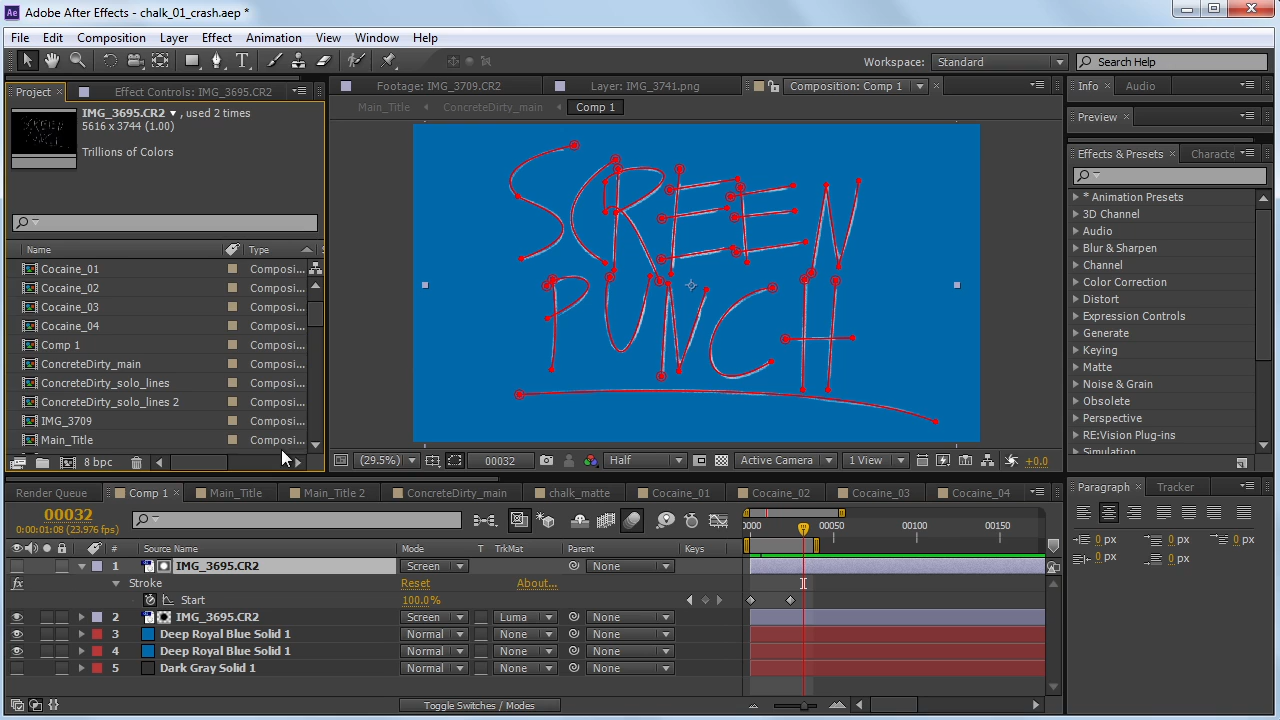 Adobe After Effects - chalk_01_crash.aep *
File Edit Composition Layer Effect Animation View Window Help
Workspace: Standard Search Help
Project Effect Controls: IMG_3695.CR2
IMG_3695.CR2 , used 2 times
5616 x 3744 (1.00)
Trillions of Colors
Name Type
Cocaine_01 Composi...
Cocaine_02 Composi...
Cocaine_03 Composi...
Cocaine_04 Composi...
Comp 1 Composi...
ConcreteDirty_main Composi...
ConcreteDirty_solo_lines Composi...
ConcreteDirty_solo_lines 2 Composi...
IMG_3709 Composi...
Main_Title Composi...
8 bpc
Footage: IMG_3709.CR2 Layer: IMG_3741.png Composition: Comp 1
Main_Title ConcreteDirty_main Comp 1
SCREEN
PUNCH
(29.5%) 00032 Half Active Camera 1 View +0.0
Info Audio
Preview
Effects & Presets Characte
* Animation Presets
3D Channel
Audio
Blur & Sharpen
Channel
Color Correction
Distort
Expression Controls
Generate
Keying
Matte
Noise & Grain
Obsolete
Perspective
RE:Vision Plug-ins
Simulation
Render Queue Comp 1 Main_Title Main_Title 2 ConcreteDirty_main chalk_matte Cocaine_01 Cocaine_02 Cocaine_03 Cocaine_04
00032
0:00:01:08 (23.976 fps)
0000 00050 00100 00150
# Source Name Mode T TrkMat Parent Keys
1 IMG_3695.CR2 Screen None
fx Stroke Reset About...
Start 100.0%
2 IMG_3695.CR2 Screen Luma None
3 Deep Royal Blue Solid 1 Normal None None
4 Deep Royal Blue Solid 1 Normal None None
5 Dark Gray Solid 1 Normal None None
Toggle Switches / Modes
Paragraph Tracker
0 px 0 px 0 px
0 px 0 px